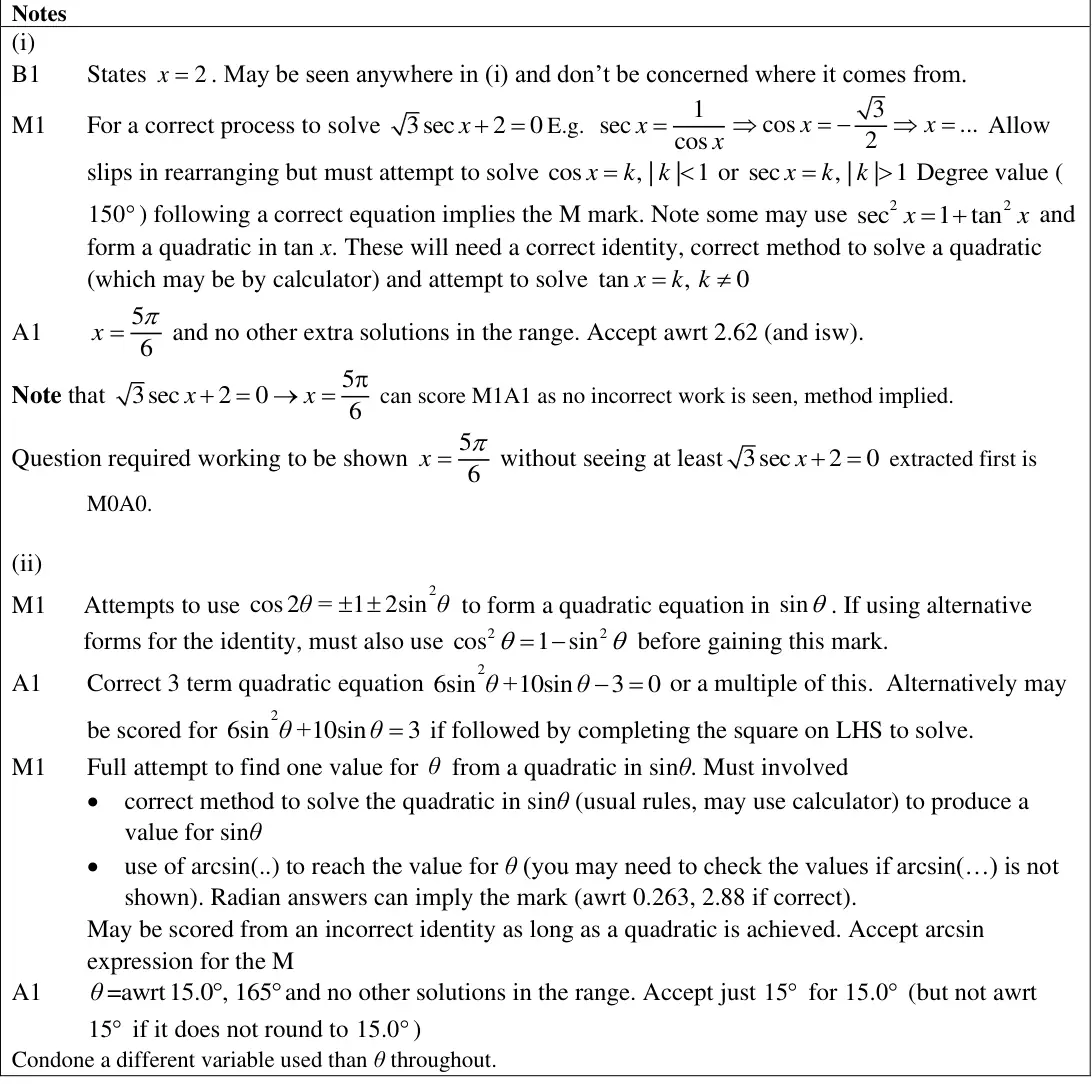 Notes
(i)
B1 States x = 2. May be seen anywhere in (i) and don’t be concerned where it comes from.
M1 For a correct process to solve √3 sec x + 2 = 0 E.g. sec x = 1/cos x ⇒ cos x = −√3/2 ⇒ x = ... Allow
slips in rearranging but must attempt to solve cos x = k, | k |< 1 or sec x = k, | k |> 1 Degree value (
150° ) following a correct equation implies the M mark. Note some may use sec² x = 1 + tan² x and
form a quadratic in tan x. These will need a correct identity, correct method to solve a quadratic
(which may be by calculator) and attempt to solve tan x = k, k ≠ 0
A1 x = 5π/6 and no other extra solutions in the range. Accept awrt 2.62 (and isw).
Note that √3 sec x + 2 = 0 → x = 5π/6 can score M1A1 as no incorrect work is seen, method implied.
Question required working to be shown x = 5π/6 without seeing at least √3 sec x + 2 = 0 extracted first is
M0A0.
(ii)
M1 Attempts to use cos 2θ = ±1 ± 2sin²θ to form a quadratic equation in sin θ. If using alternative
forms for the identity, must also use cos² θ = 1 − sin² θ before gaining this mark.
A1 Correct 3 term quadratic equation 6sin²θ + 10sin θ − 3 = 0 or a multiple of this. Alternatively may
be scored for 6sin²θ + 10sin θ = 3 if followed by completing the square on LHS to solve.
M1 Full attempt to find one value for θ from a quadratic in sinθ. Must involved
• correct method to solve the quadratic in sinθ (usual rules, may use calculator) to produce a
value for sinθ
• use of arcsin(..) to reach the value for θ (you may need to check the values if arcsin(…) is not
shown). Radian answers can imply the mark (awrt 0.263, 2.88 if correct).
May be scored from an incorrect identity as long as a quadratic is achieved. Accept arcsin
expression for the M
A1 θ =awrt 15.0°, 165° and no other solutions in the range. Accept just 15° for 15.0° (but not awrt
15° if it does not round to 15.0° )
Condone a different variable used than θ throughout.